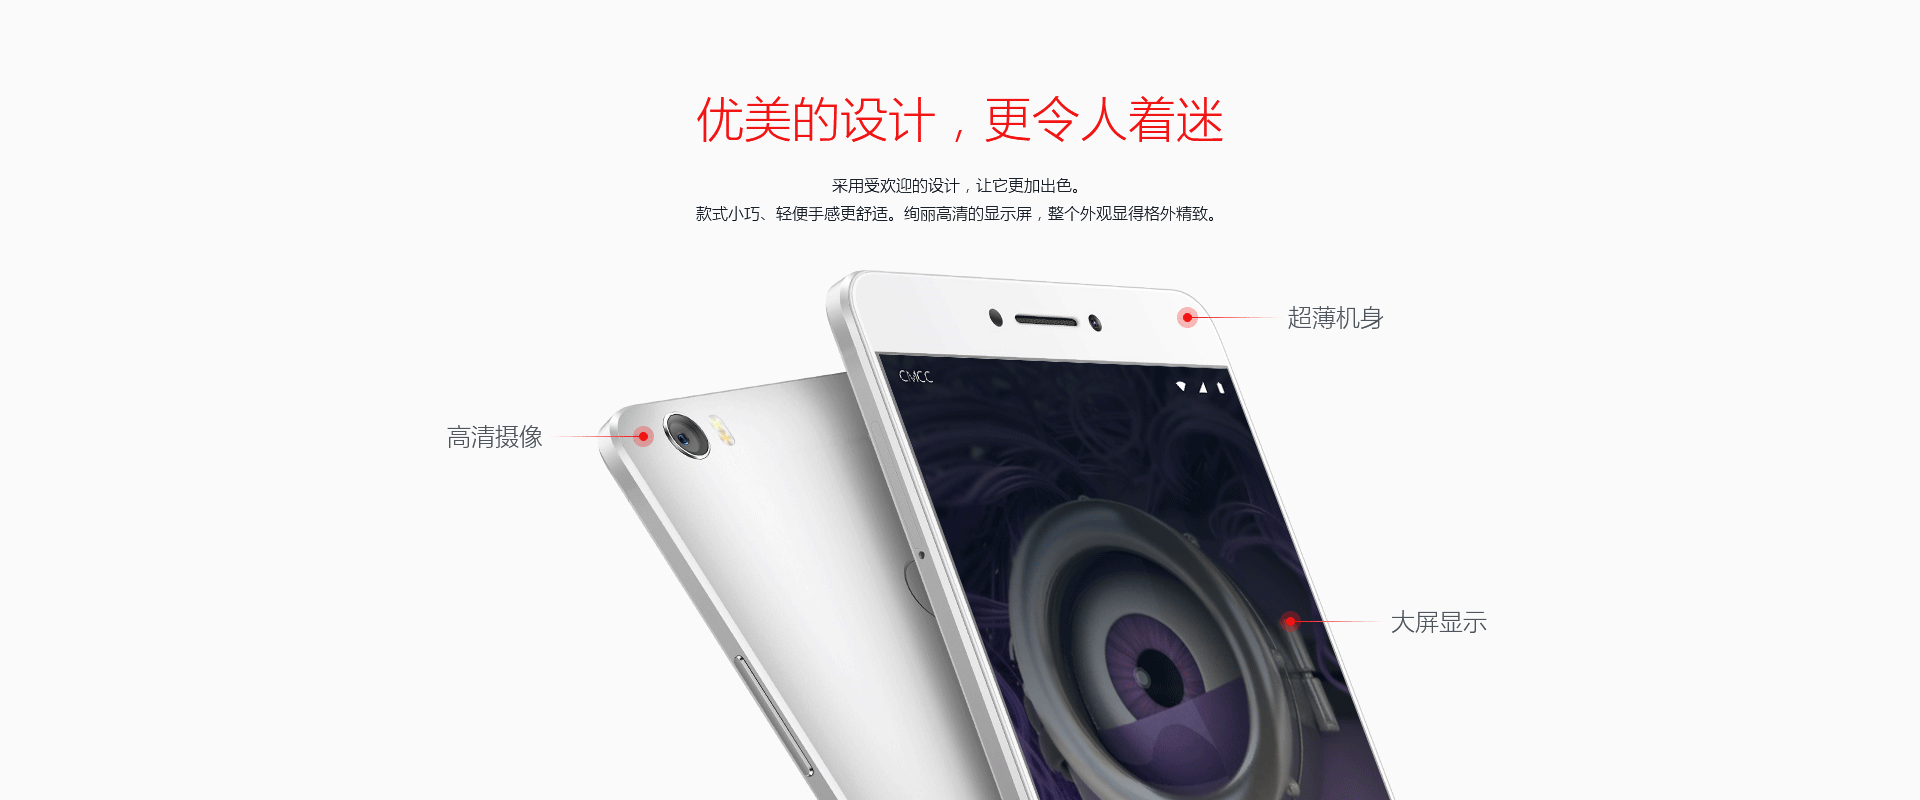 优美的设计，更令人着迷
采用受欢迎的设计，让它更加出色。
款式小巧、轻便手感更舒适。绚丽高清的显示屏，整个外观显得格外精致。
超薄机身
CMCC
高清摄像
大屏显示